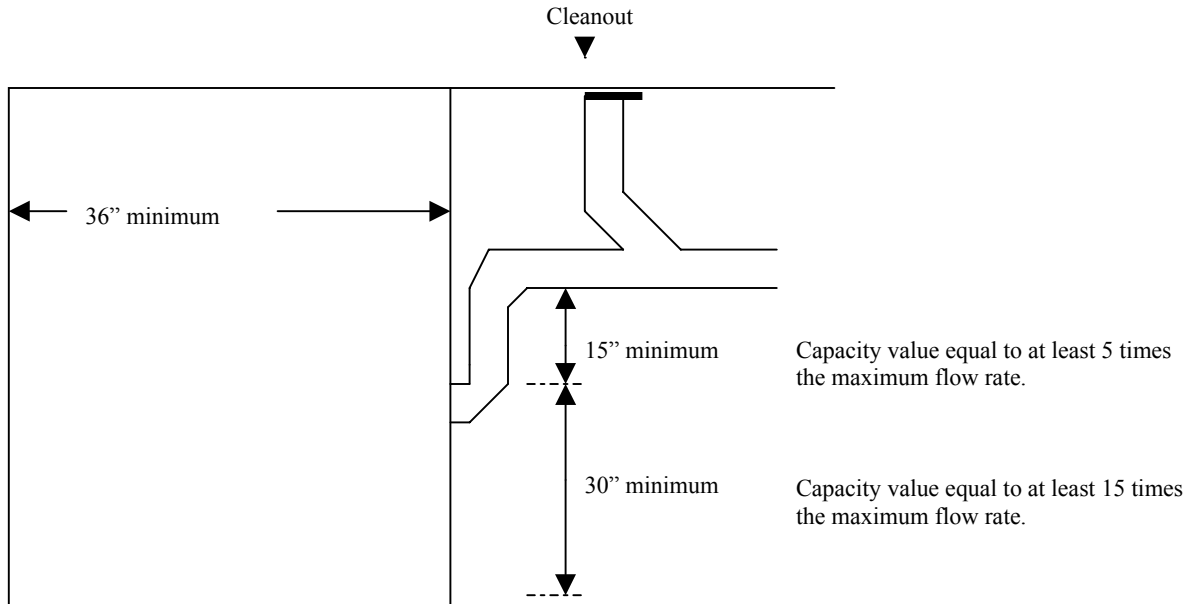 Cleanout
36” minimum
15” minimum
Capacity value equal to at least 5 times
the maximum flow rate.
30” minimum
Capacity value equal to at least 15 times
the maximum flow rate.